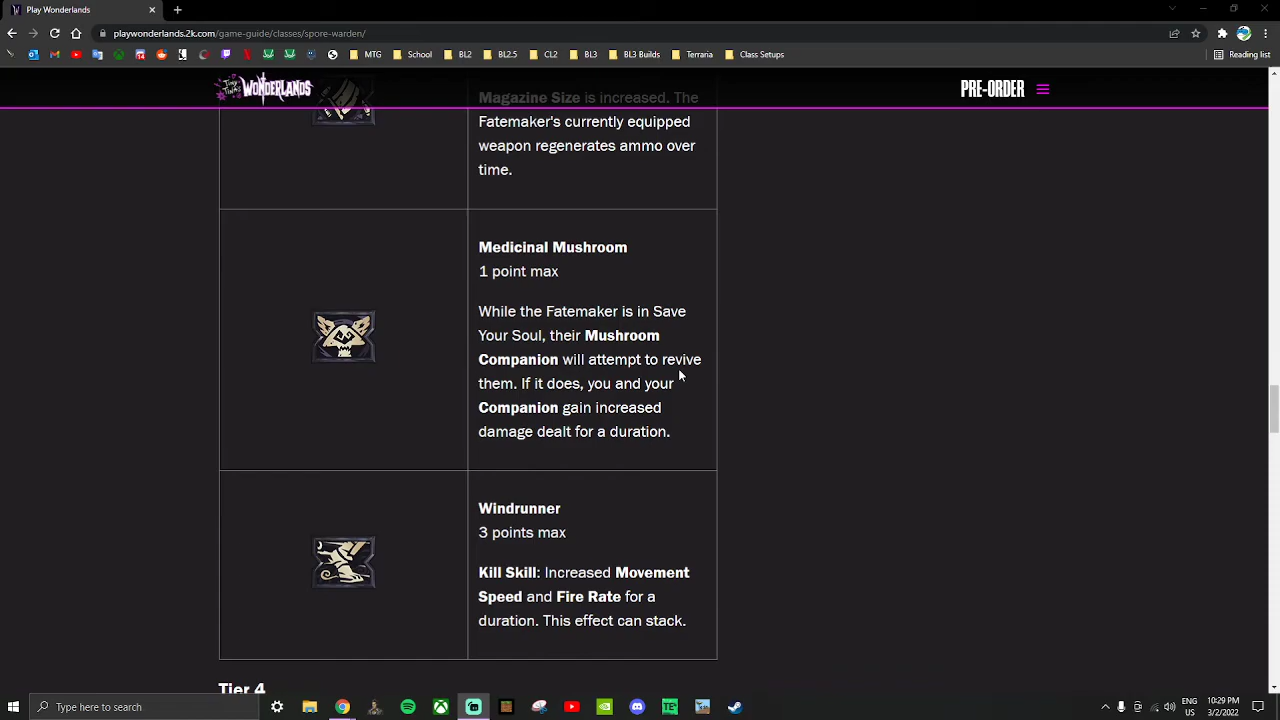 Play Wonderlands
playwonderlands.2k.com/game-guide/classes/spore-warden/
MTG School BL2 BL2.5 CL2 BL3 BL3 Builds Terraria Class Setups Reading list
TINY TINA'S WONDERLANDS
PRE-ORDER
Magazine Size is increased. The
Fatemaker's currently equipped
weapon regenerates ammo over
time.
Medicinal Mushroom
1 point max
While the Fatemaker is in Save
Your Soul, their Mushroom
Companion will attempt to revive
them. If it does, you and your
Companion gain increased
damage dealt for a duration.
Windrunner
3 points max
Kill Skill: Increased Movement
Speed and Fire Rate for a
duration. This effect can stack.
Tier 4
Type here to search
ENG
US
10:29 PM
3/2/2022